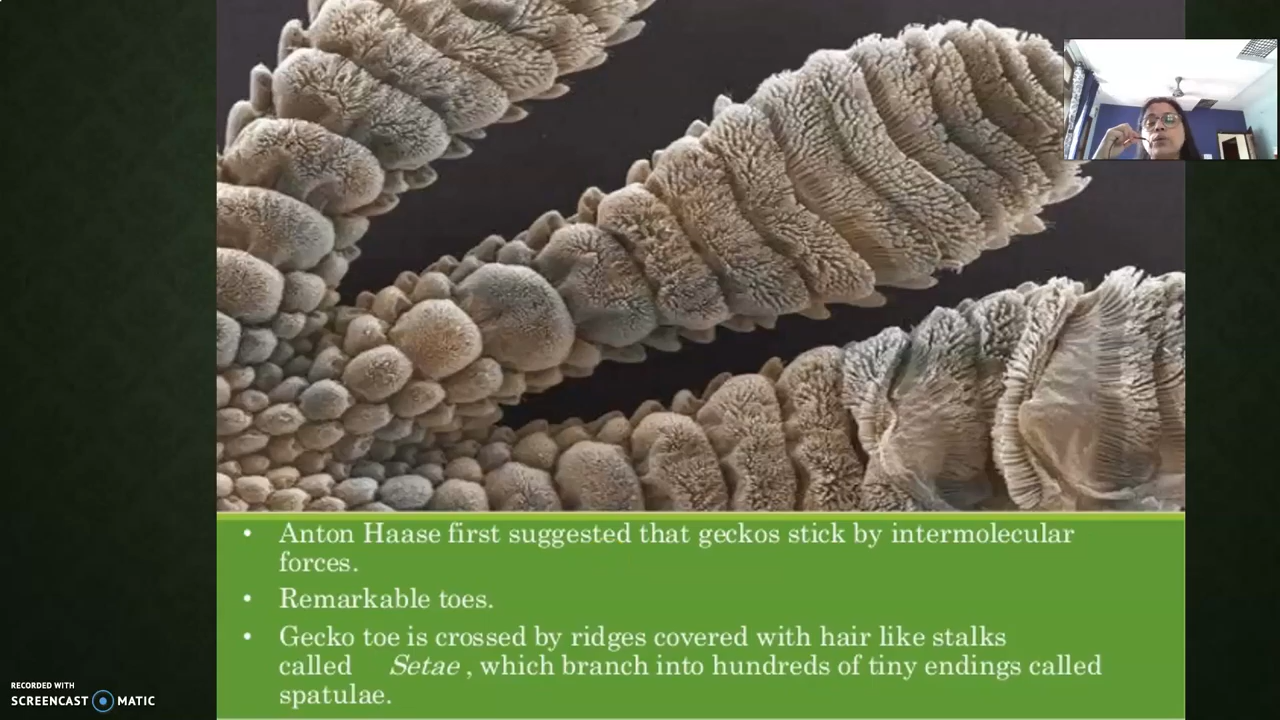 • Anton Haase first suggested that geckos stick by intermolecular
forces.
• Remarkable toes.
• Gecko toe is crossed by ridges covered with hair like stalks
called Setae , which branch into hundreds of tiny endings called
spatulae.
RECORDED WITH
SCREENCAST MATIC